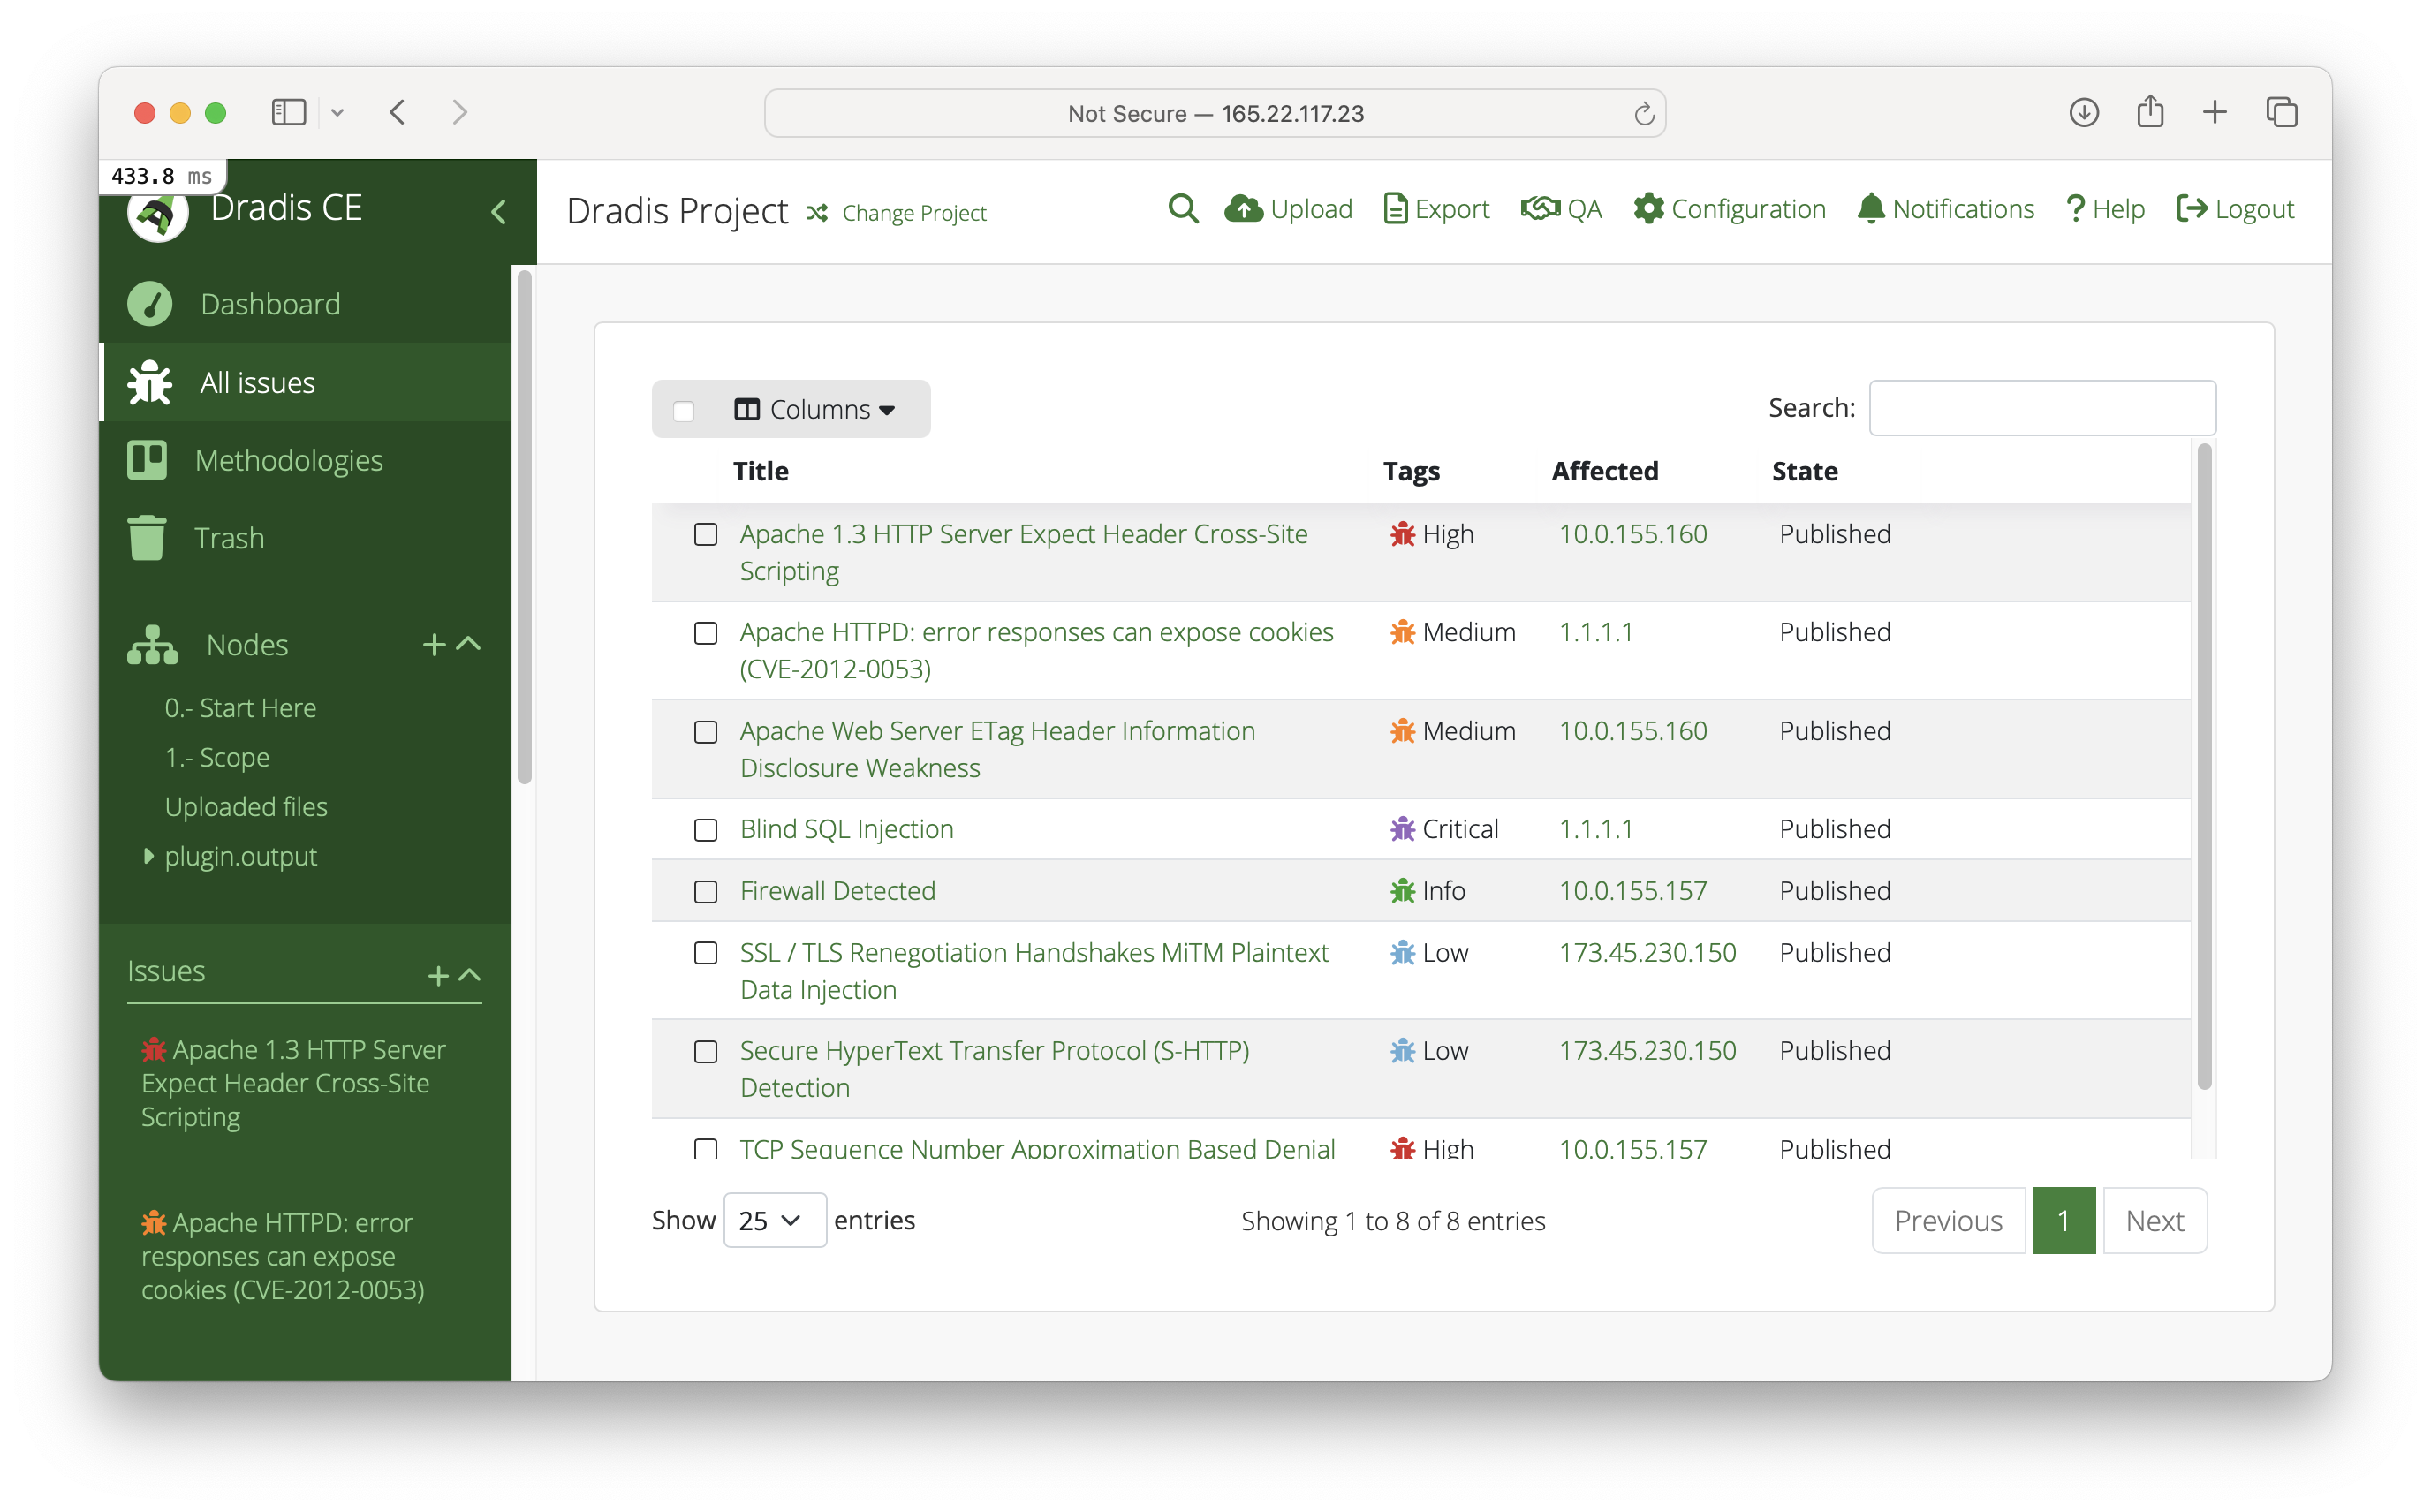 Not Secure — 165.22.117.23
433.8 ms
Dradis CE
Dradis Project Change Project
Upload Export QA Configuration Notifications Help Logout
Dashboard
All issues
Methodologies
Trash
Nodes
0.- Start Here
1.- Scope
Uploaded files
plugin.output
Issues
Apache 1.3 HTTP Server
Expect Header Cross-Site
Scripting
Apache HTTPD: error
responses can expose
cookies (CVE-2012-0053)
Columns
Search:
Title Tags Affected State
Apache 1.3 HTTP Server Expect Header Cross-Site High 10.0.155.160 Published
Scripting
Apache HTTPD: error responses can expose cookies Medium 1.1.1.1 Published
(CVE-2012-0053)
Apache Web Server ETag Header Information Medium 10.0.155.160 Published
Disclosure Weakness
Blind SQL Injection Critical 1.1.1.1 Published
Firewall Detected Info 10.0.155.157 Published
SSL / TLS Renegotiation Handshakes MiTM Plaintext Low 173.45.230.150 Published
Data Injection
Secure HyperText Transfer Protocol (S-HTTP) Low 173.45.230.150 Published
Detection
TCP Sequence Number Approximation Based Denial High 10.0.155.157 Published
Show 25 entries
Showing 1 to 8 of 8 entries
Previous 1 Next